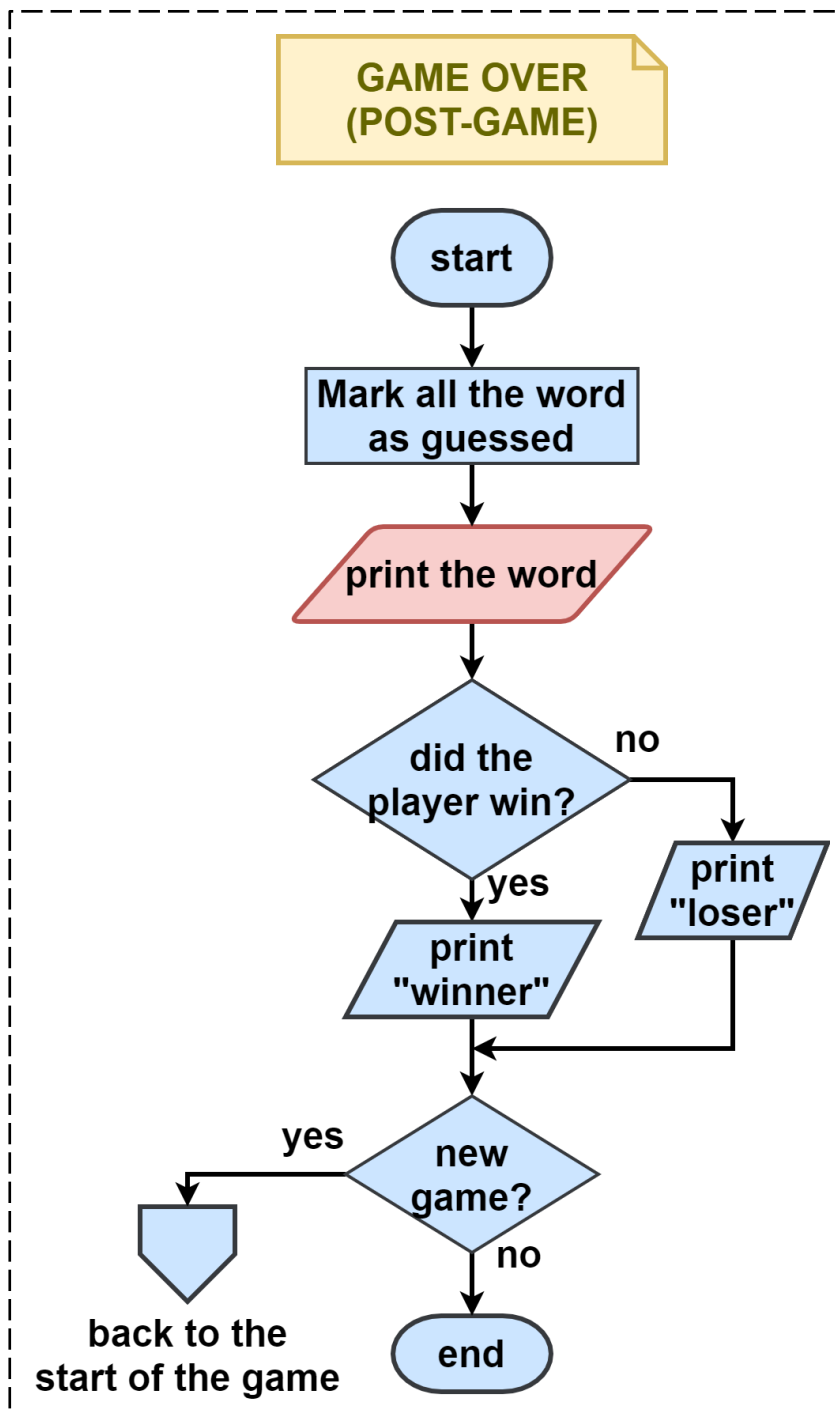 GAME OVER
(POST-GAME)
start
Mark all the word
as guessed
print the word
did the
player win?
no
print
"loser"
yes
print
"winner"
new
game?
yes
back to the
start of the game
no
end